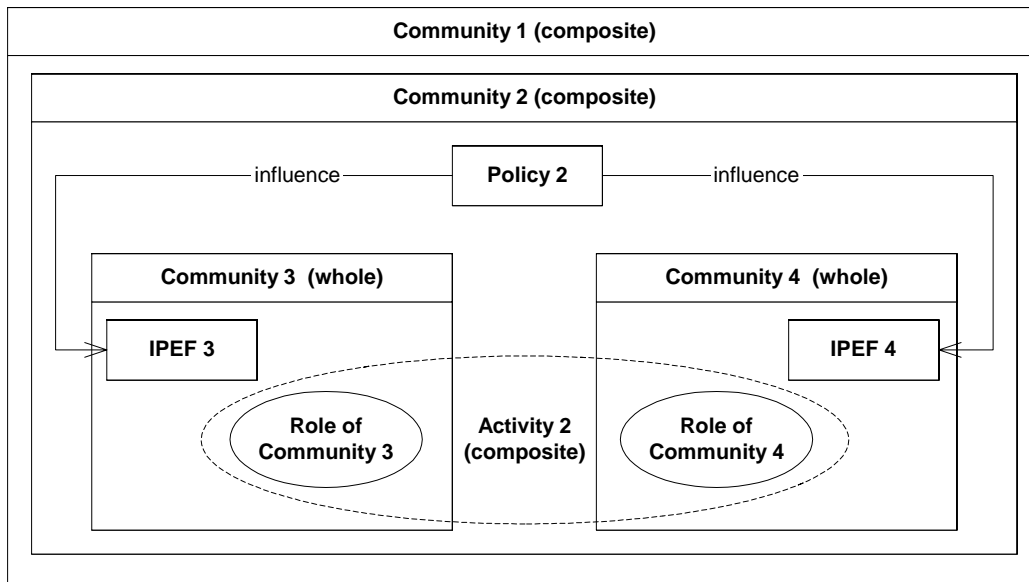 Community 1 (composite)
Community 2 (composite)
influence
Policy 2
influence
Community 3 (whole)
Community 4 (whole)
IPEF 3
IPEF 4
Role of
Community 3
Activity 2
(composite)
Role of
Community 4